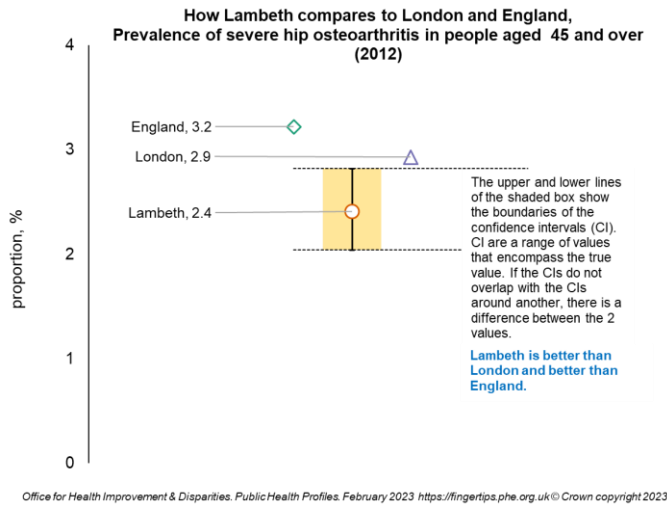 How Lambeth compares to London and England,
Prevalence of severe hip osteoarthritis in people aged 45 and over
(2012)
4
England, 3.2
3
London, 2.9
Lambeth, 2.4
2
1
0
proportion, %
The upper and lower lines
of the shaded box show
the boundaries of the
confidence intervals (CI).
CI are a range of values
that encompass the true
value. If the CIs do not
overlap with the CIs
around another, there is a
difference between the 2
values.
Lambeth is better than
London and better than
England.
Office for Health Improvement & Disparities. Public Health Profiles. February 2023 https://fingertips.phe.org.uk © Crown copyright 2023